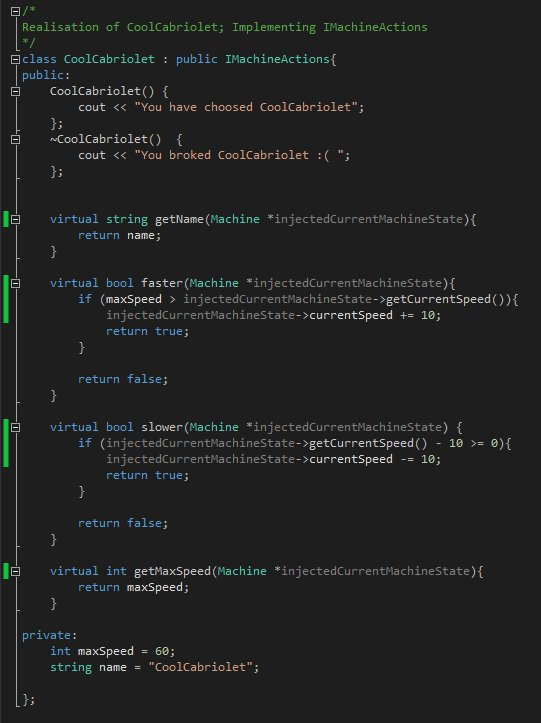 /*
Realisation of CoolCabriolet; Implementing IMachineActions
*/
class CoolCabriolet : public IMachineActions{
public:
    CoolCabriolet() {
        cout << "You have choosed CoolCabriolet";
    };
    ~CoolCabriolet()  {
        cout << "You broked CoolCabriolet :( ";
    };
    virtual string getName(Machine *injectedCurrentMachineState){
        return name;
    }
    virtual bool faster(Machine *injectedCurrentMachineState){
        if (maxSpeed > injectedCurrentMachineState->getCurrentSpeed()){
            injectedCurrentMachineState->currentSpeed += 10;
            return true;
        }
        return false;
    }
    virtual bool slower(Machine *injectedCurrentMachineState) {
        if (injectedCurrentMachineState->getCurrentSpeed() - 10 >= 0){
            injectedCurrentMachineState->currentSpeed -= 10;
            return true;
        }
        return false;
    }
    virtual int getMaxSpeed(Machine *injectedCurrentMachineState){
        return maxSpeed;
    }
private:
    int maxSpeed = 60;
    string name = "CoolCabriolet";
};